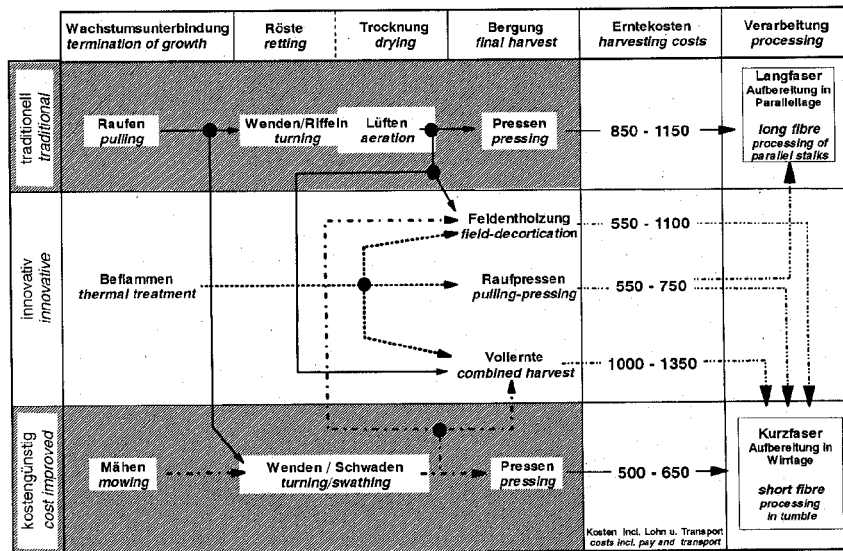 Wachstumsunterbindung
termination of growth
Röste
retting
Trocknung
drying
Bergung
final harvest
Erntekosten
harvesting costs
Verarbeitung
processing
traditionell
traditional
Raufen
pulling
Wenden/Riffeln
turning
Lüften
aeration
Pressen
pressing
850 - 1150
Langfaser
Aufbereitung in
Parallellage
long fibre
processing of
parallel stalks
innovativ
innovative
Feldentholzung
field-decortication
550 - 1100
Beflammen
thermal treatment
Raufpressen
pulling-pressing
550 - 750
Vollernte
combined harvest
1000 - 1350
kostengünstig
cost improved
Mähen
mowing
Wenden / Schwaden
turning/swathing
Pressen
pressing
500 - 650
Kurzfaser
Aufbereitung in
Wirrlage
short fibre
processing
in tumble
Kosten incl. Lohn u. Transport
costs incl. pay and transport